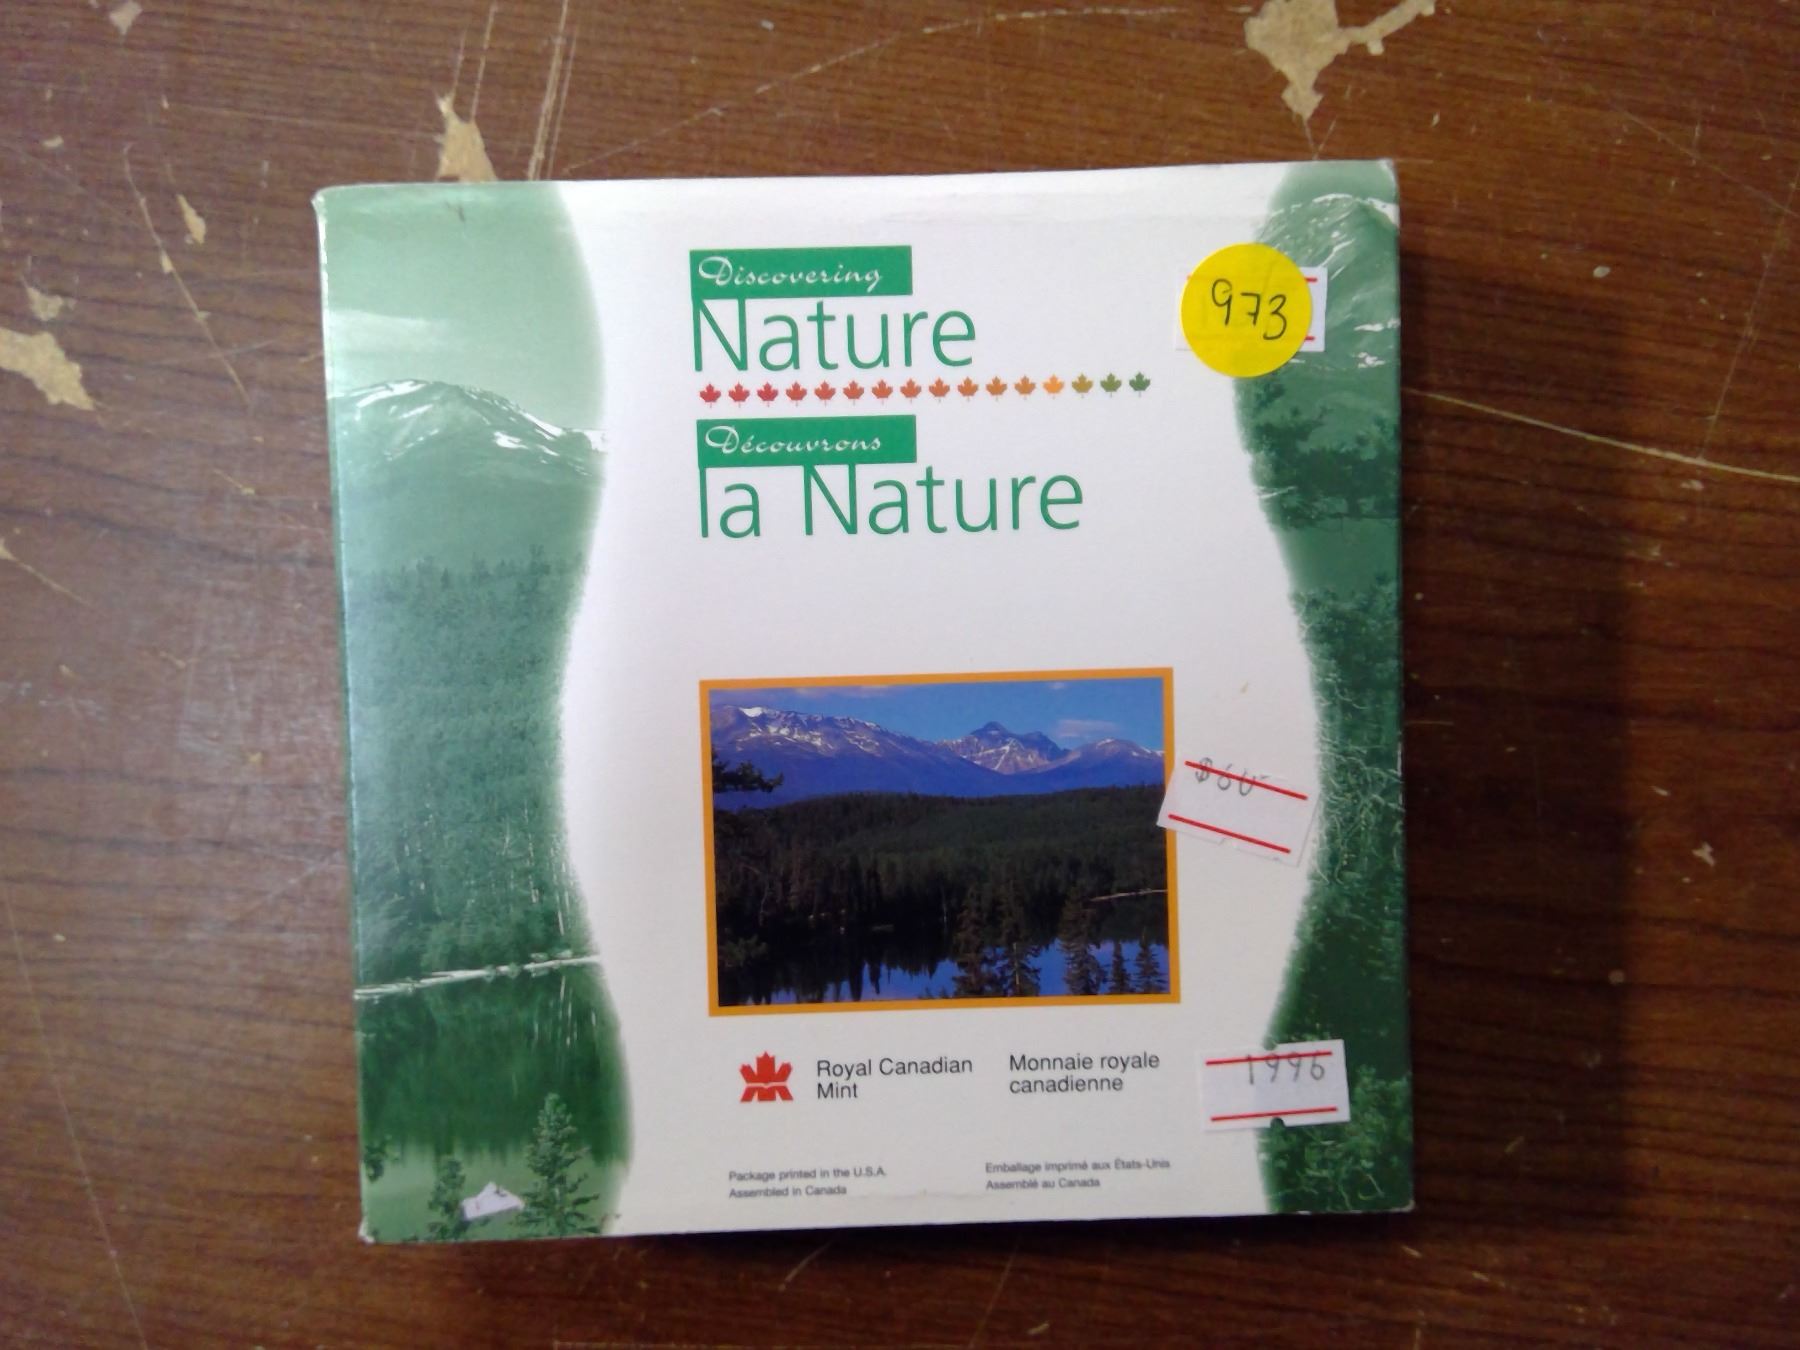 Discovering
Nature
973
Découvrons
la Nature
$60
Royal Canadian
Mint
Monnaie royale
canadienne
1996
Package printed in the U.S.A.
Assembled in Canada
Emballage imprimé aux États-Unis
Assemblé au Canada